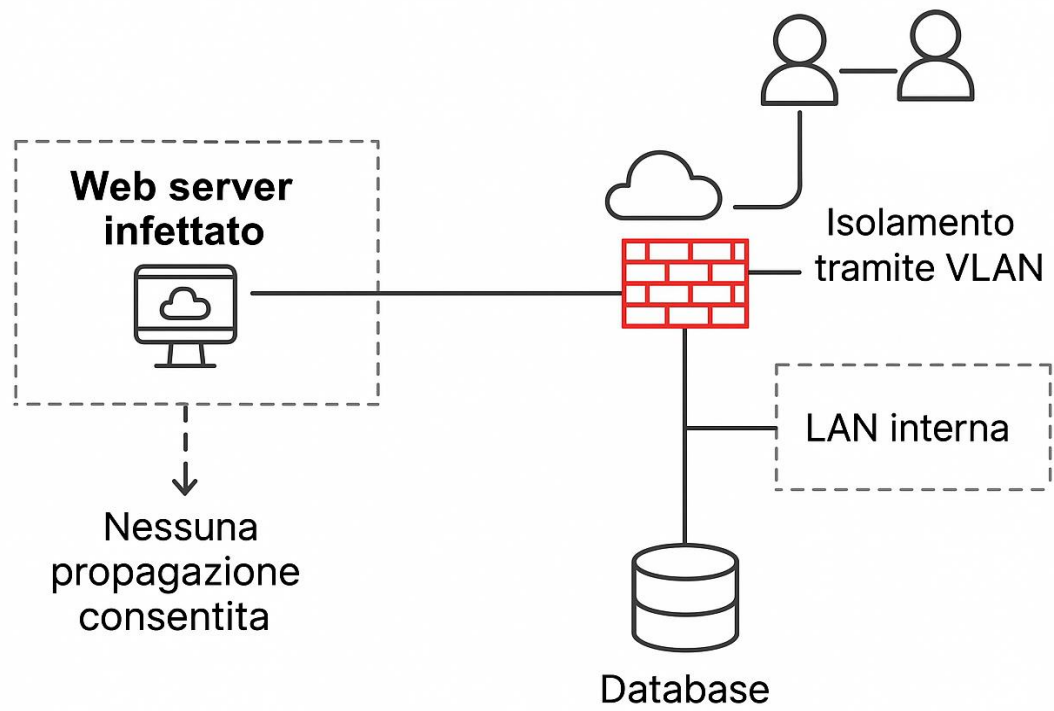 Web server
infettato
Isolamento
tramite VLAN
LAN interna
Nessuna
propagazione
consentita
Database